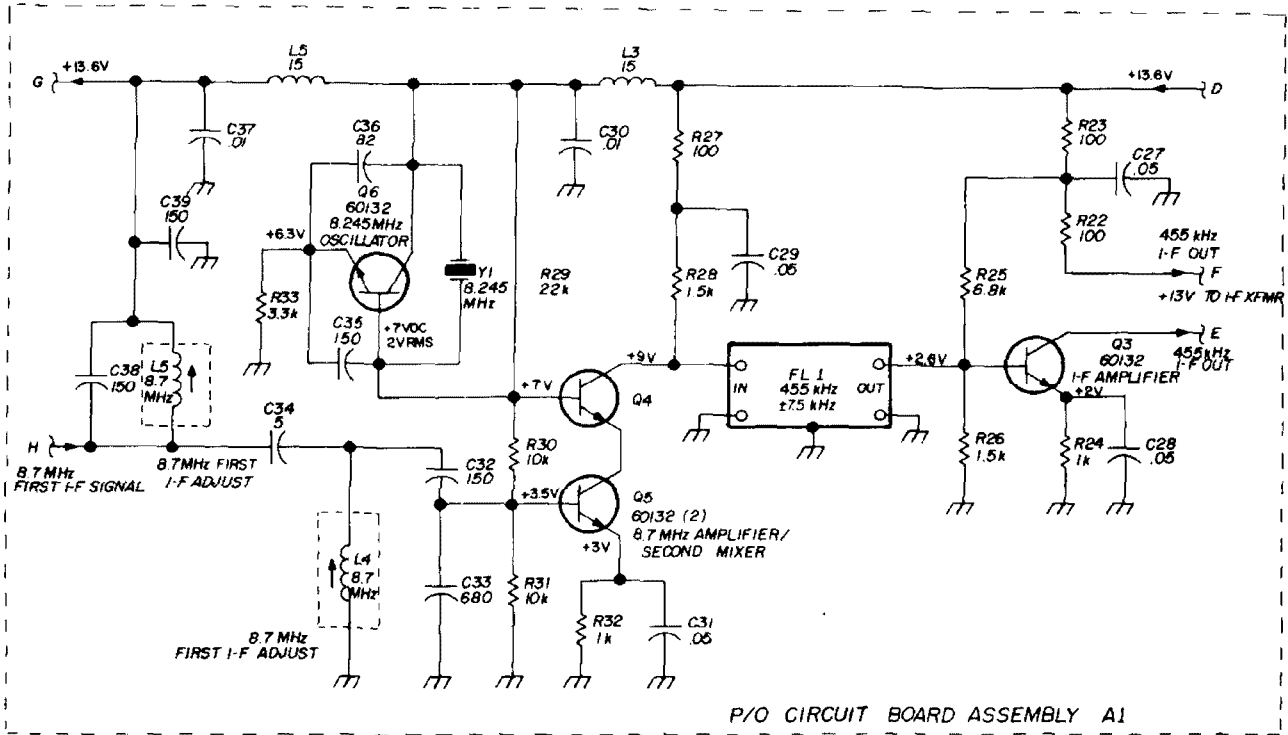 L5
15
L3
15
G
+13.6V
+13.6V
D
C37
.01
C36
82
C30
.01
R27
100
R23
100
C27
.05
Q6
60132
8.245MHz
OSCILLATOR
C39
150
+6.3V
R22
100
455 kHz
I-F OUT
F
+13V TO I-F XFMR
Y1
8.245
MHz
R29
22k
R28
1.5k
C29
.05
R25
6.8k
R33
3.3k
C35
150
+7VDC
2VRMS
C38
150
L5
8.7
MHz
+9V
+2.6V
Q3
60132
I-F AMPLIFIER
E
455kHz
I-F OUT
+7V
Q4
IN
FL 1
455 kHz
±7.5 kHz
OUT
+2V
C34
5
H
8.7 MHz
FIRST I-F SIGNAL
8.7 MHz FIRST
I-F ADJUST
R30
10k
C32
150
R26
1.5k
R24
1k
C28
.05
+3.5V
Q5
60132 (2)
8.7 MHz AMPLIFIER/
SECOND MIXER
+3V
L4
8.7
MHz
C33
680
R31
10k
R32
1k
C31
.05
8.7 MHz
FIRST I-F ADJUST
P/O CIRCUIT BOARD ASSEMBLY A1